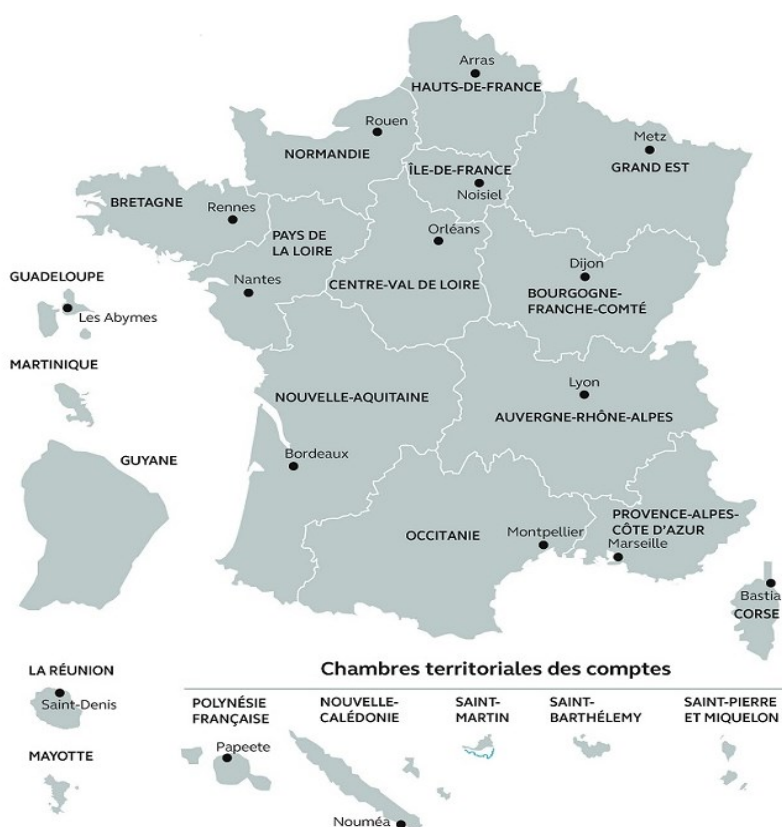 Arras
HAUTS-DE-FRANCE
Rouen
NORMANDIE
Metz
GRAND EST
ÎLE-DE-FRANCE
Noisiel
BRETAGNE
Rennes
PAYS DE
LA LOIRE
Orléans
Nantes
CENTRE-VAL DE LOIRE
Dijon
BOURGOGNE-
FRANCHE-COMTÉ
GUADELOUPE
Les Abymes
MARTINIQUE
NOUVELLE-AQUITAINE
Lyon
AUVERGNE-RHÔNE-ALPES
GUYANE
Bordeaux
OCCITANIE
Montpellier
PROVENCE-ALPES-
CÔTE D'AZUR
Marseille
Bastia
CORSE
LA RÉUNION
Saint-Denis
MAYOTTE
Chambres territoriales des comptes
POLYNÉSIE
FRANÇAISE
Papeete
NOUVELLE-
CALÉDONIE
Nouméa
SAINT-
MARTIN
SAINT-
BARTHÉLEMY
SAINT-PIERRE
ET MIQUELON